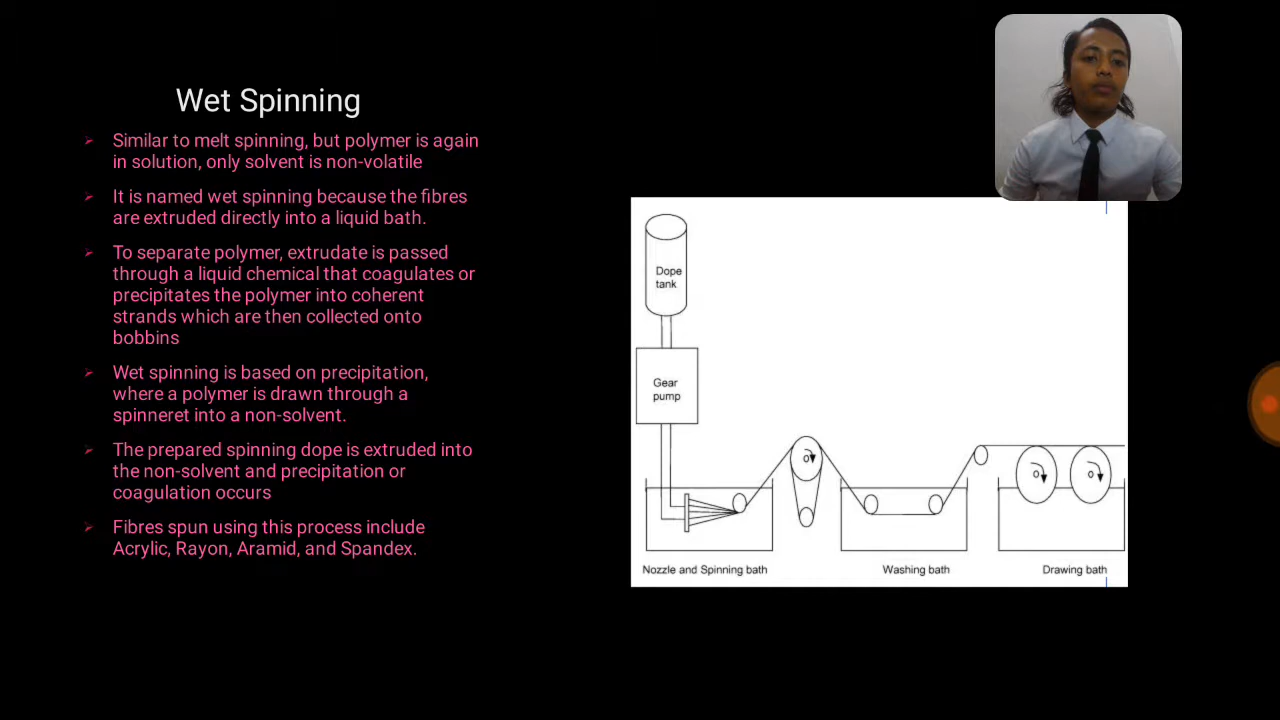 Wet Spinning
Similar to melt spinning, but polymer is again
in solution, only solvent is non-volatile
It is named wet spinning because the fibres
are extruded directly into a liquid bath.
To separate polymer, extrudate is passed
through a liquid chemical that coagulates or
precipitates the polymer into coherent
strands which are then collected onto
bobbins
Wet spinning is based on precipitation,
where a polymer is drawn through a
spinneret into a non-solvent.
The prepared spinning dope is extruded into
the non-solvent and precipitation or
coagulation occurs
Fibres spun using this process include
Acrylic, Rayon, Aramid, and Spandex.
Dope
tank
Gear
pump
Nozzle and Spinning bath
Washing bath
Drawing bath